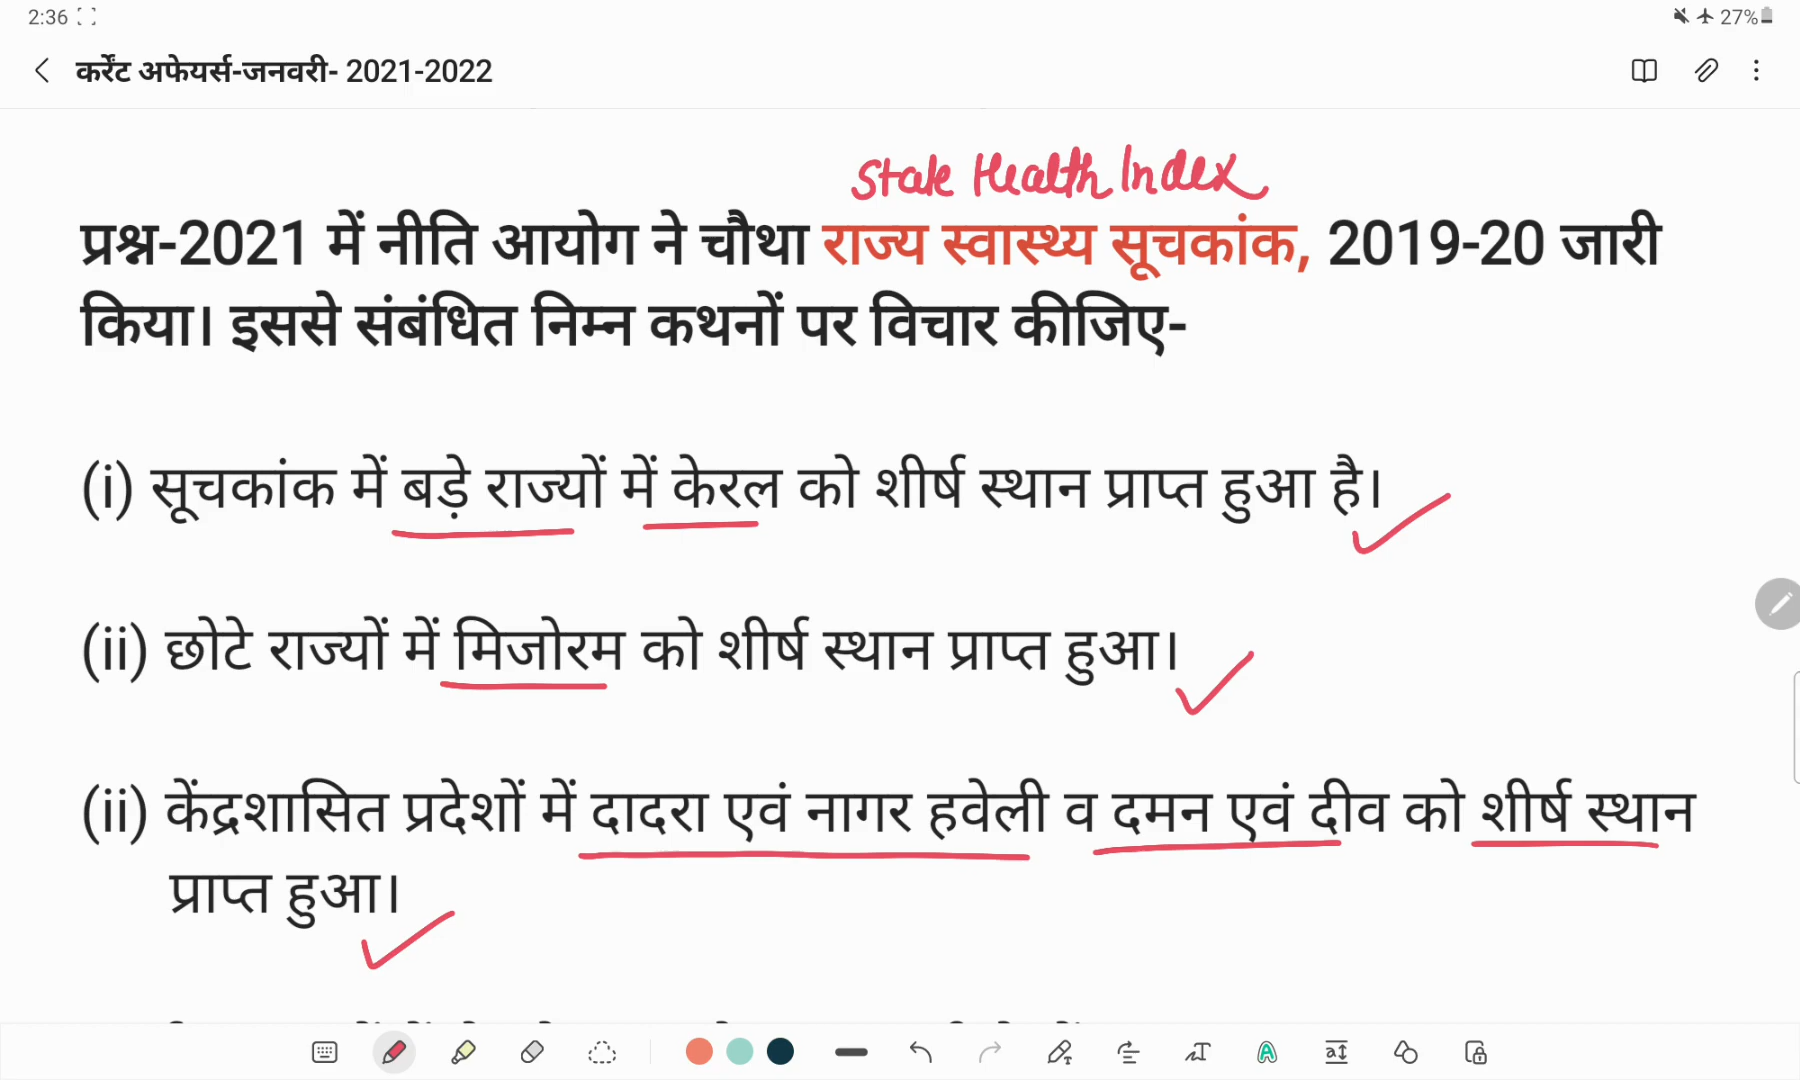 2:36
27%
करेंट अफेयर्स-जनवरी- 2021-2022
State Health Index
प्रश्न-2021 में नीति आयोग ने चौथा राज्य स्वास्थ्य सूचकांक, 2019-20 जारी
किया। इससे संबंधित निम्न कथनों पर विचार कीजिए-
(i) सूचकांक में बड़े राज्यों में केरल को शीर्ष स्थान प्राप्त हुआ है।
(ii) छोटे राज्यों में मिजोरम को शीर्ष स्थान प्राप्त हुआ।
(ii) केंद्रशासित प्रदेशों में दादरा एवं नागर हवेली व दमन एवं दीव को शीर्ष स्थान
प्राप्त हुआ।